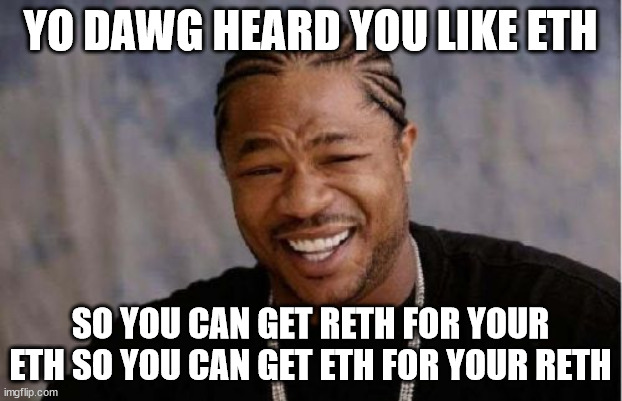 YO DAWG HEARD YOU LIKE ETH
SO YOU CAN GET RETH FOR YOUR
ETH SO YOU CAN GET ETH FOR YOUR RETH
imgflip.com